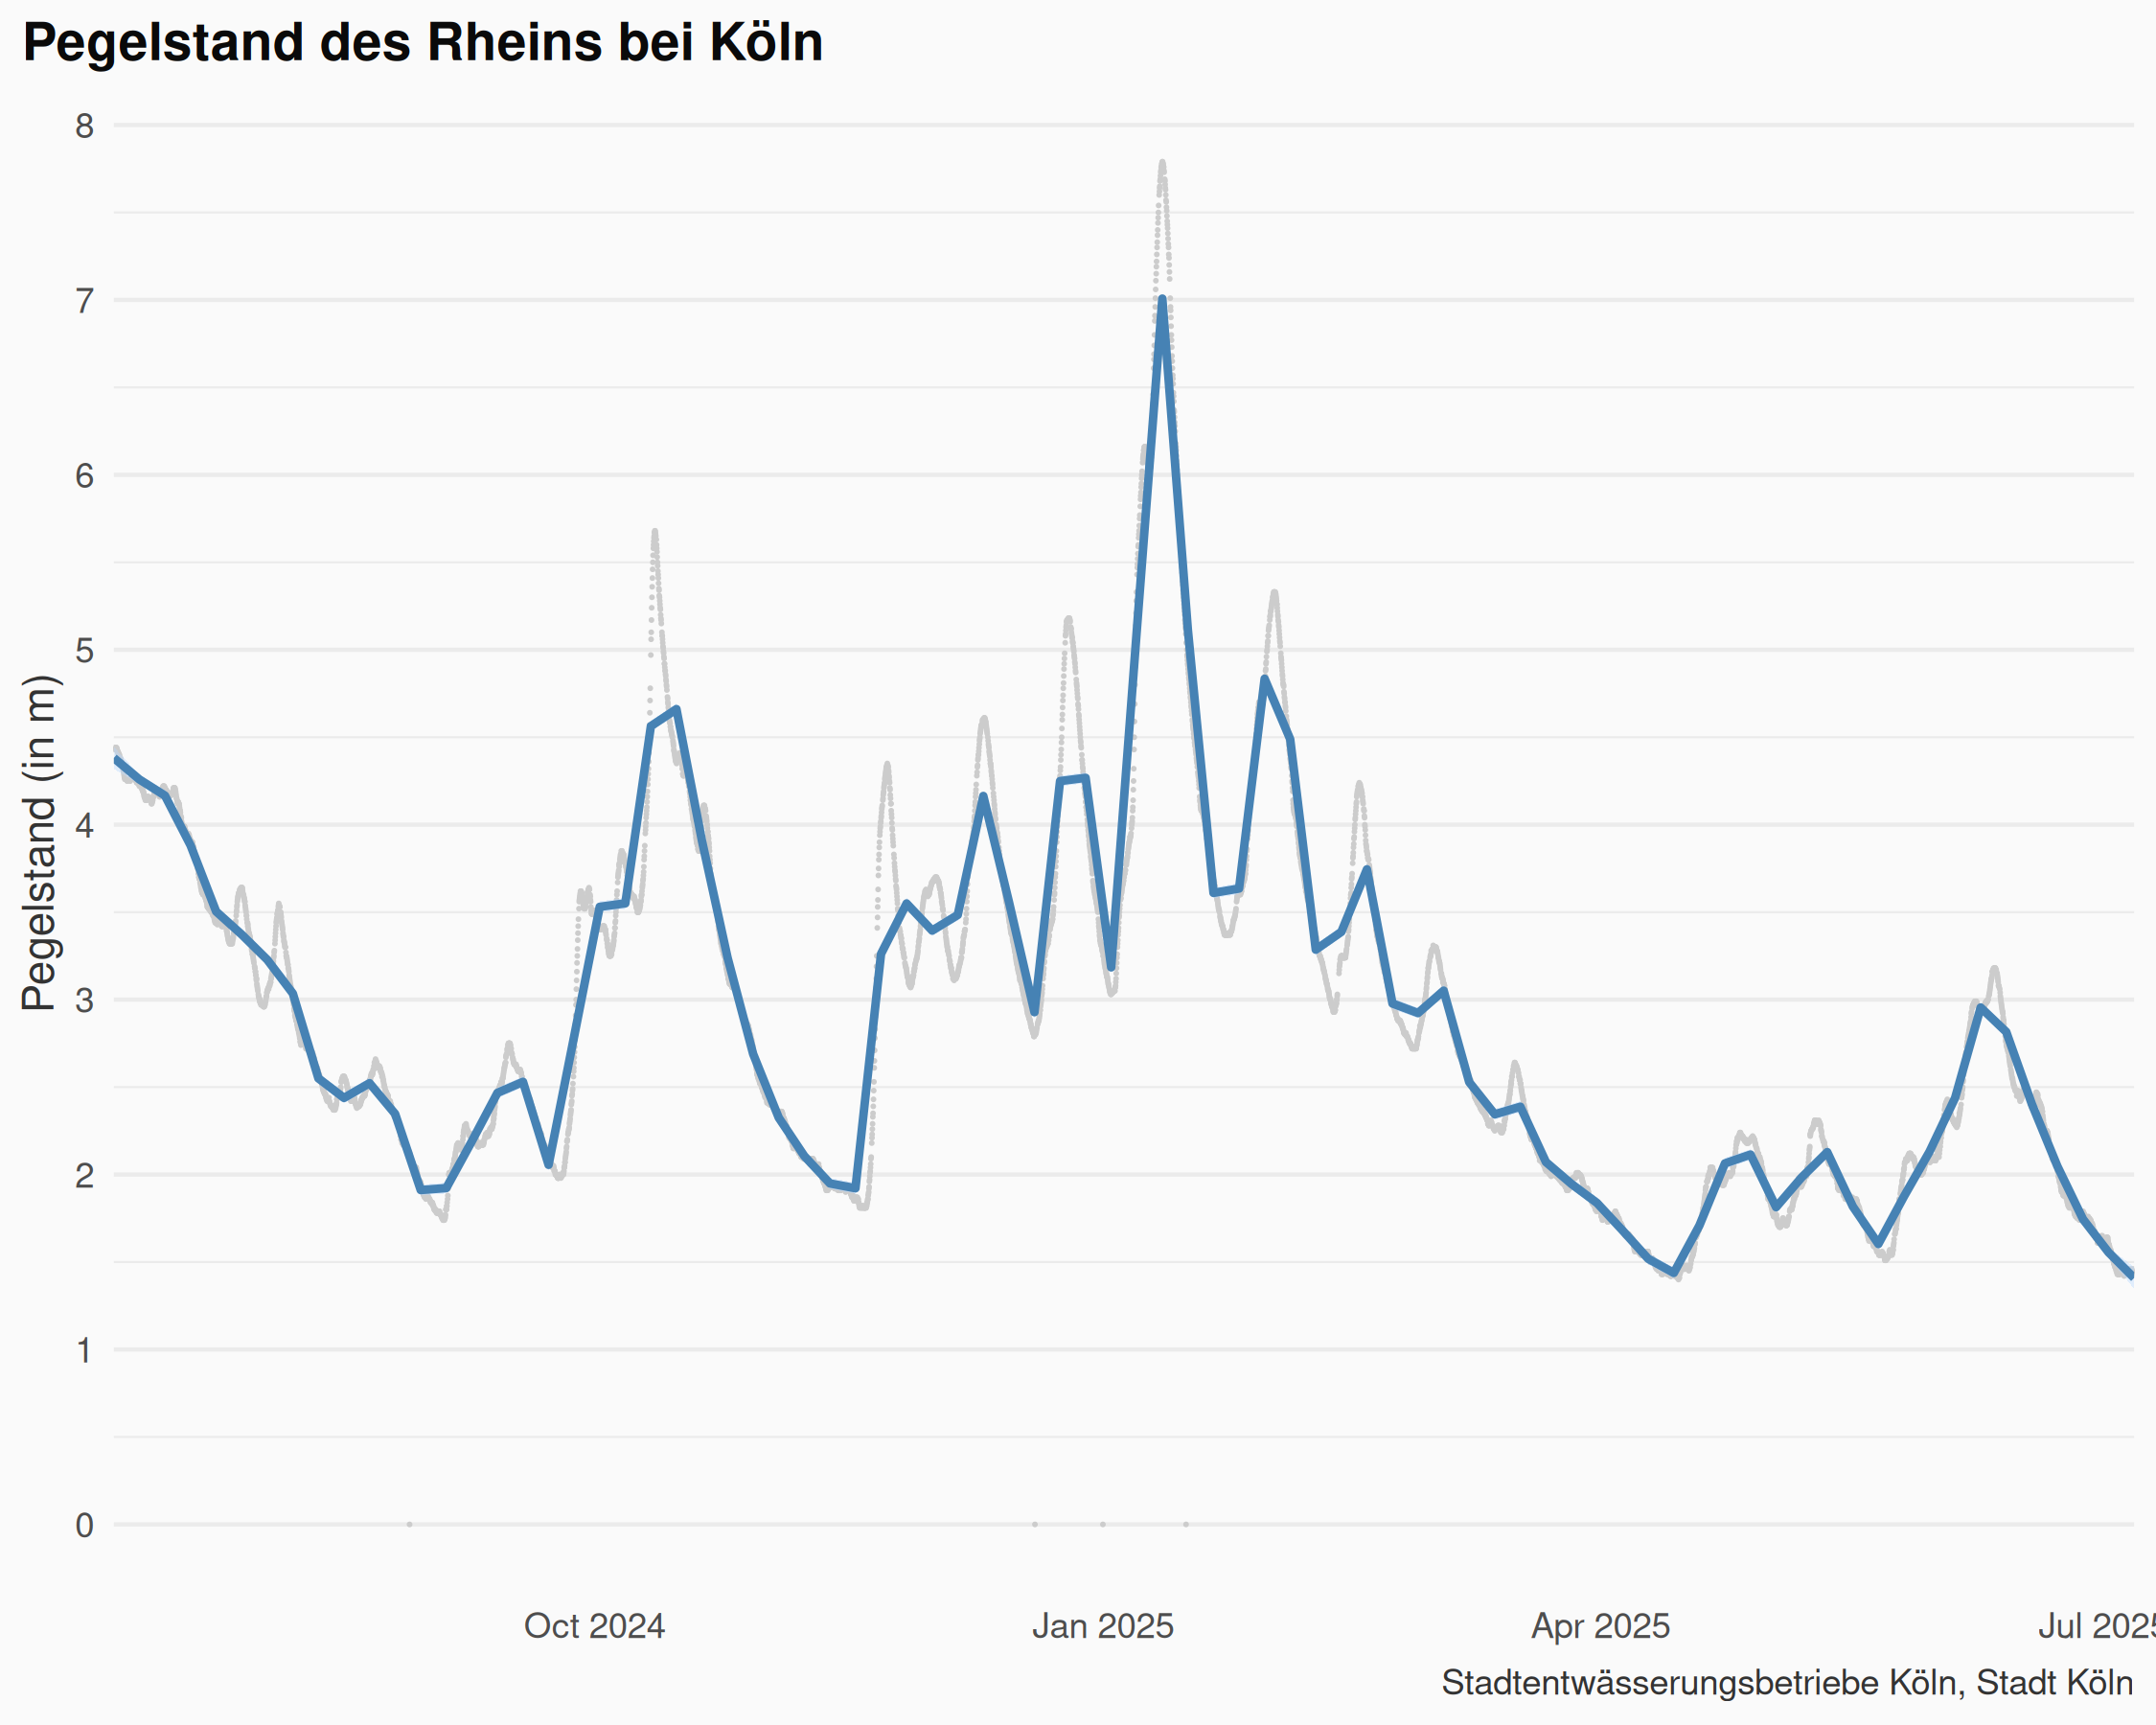 Pegelstand des Rheins bei Köln
Pegelstand (in m)
8
7
6
5
4
3
2
1
0
Oct 2024
Jan 2025
Apr 2025
Jul 2025
Stadtentwässerungsbetriebe Köln, Stadt Köln